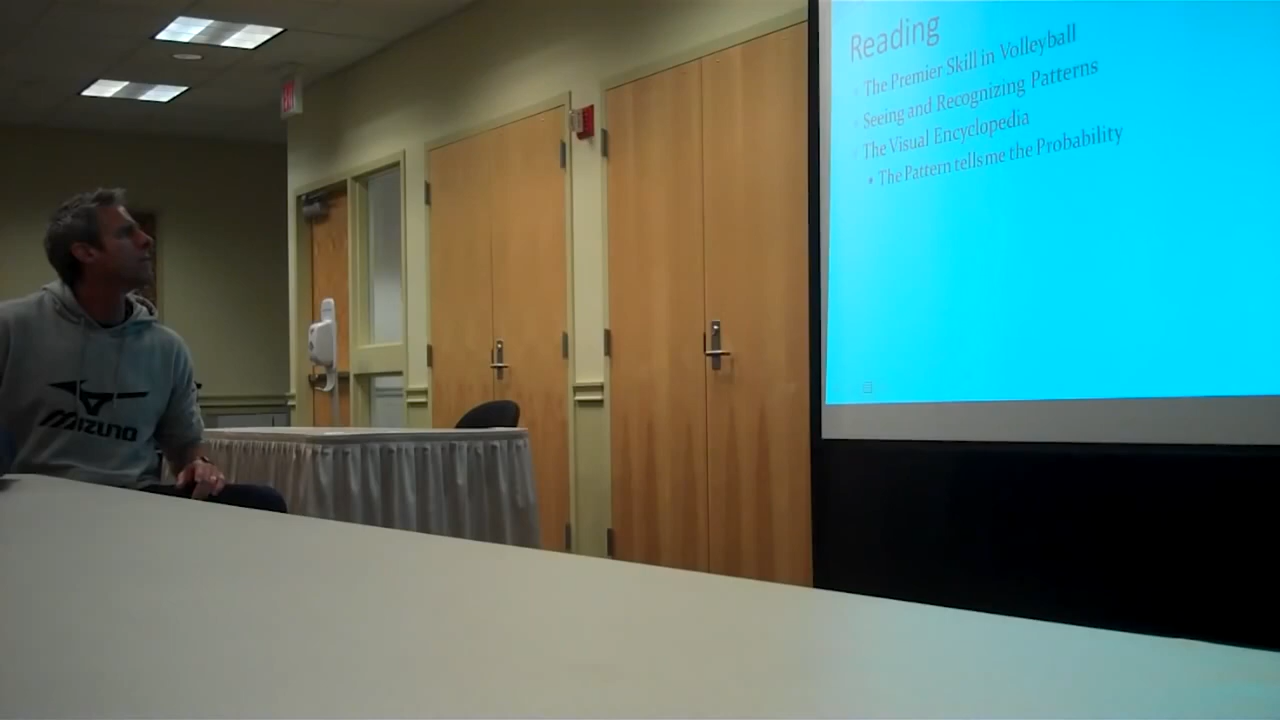 Reading
The Premier Skill in Volleyball
Seeing and Recognizing Patterns
The Visual Encyclopedia
• The Pattern tells me the Probability
MIZUNO